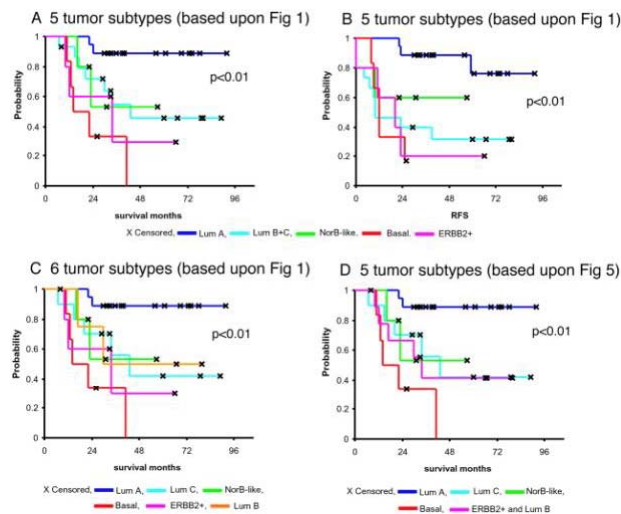 A 5 tumor subtypes (based upon Fig 1)
1
0.8
0.6
0.4
0.2
0
Probability
p<0.01
0 24 48 72 96
survival months
B 5 tumor subtypes (based upon Fig 1)
1
0.8
0.6
0.4
0.2
0
Probability
p<0.01
0 24 48 72 96
RFS
X Censored, Lum A, Lum B+C, NorB-like, Basal, ERBB2+
C 6 tumor subtypes (based upon Fig 1)
1
0.8
0.6
0.4
0.2
0
Probability
p<0.01
0 24 48 72 96
survival months
X Censored, Lum A, Lum C, NorB-like,
Basal, ERBB2+, Lum B
D 5 tumor subtypes (based upon Fig 5)
1
0.8
0.6
0.4
0.2
0
Probability
p<0.01
0 24 48 72 96
survival months
X Censored, Lum A, Lum C, NorB-like,
Basal, ERBB2+ and Lum B